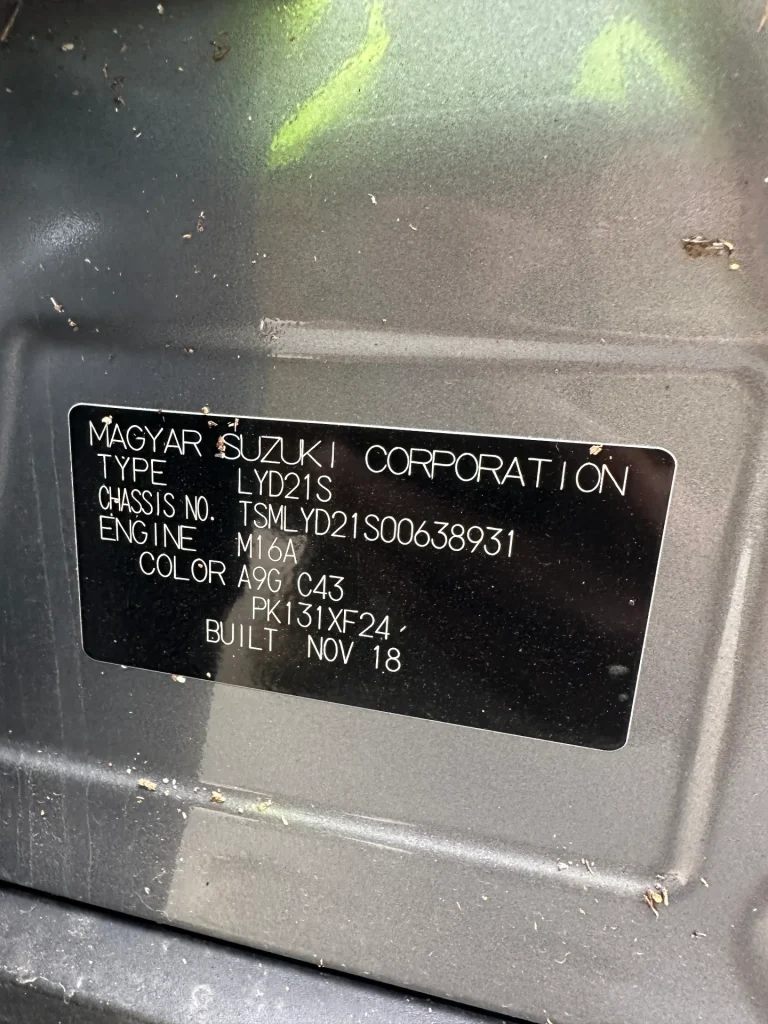 MAGYAR SUZUKI CORPORATION
TYPE LYD21S
CHASSIS NO. TSMLYD21S00638931
ENGINE M16A
COLOR A9G C43
PK131XF24
BUILT NOV 18